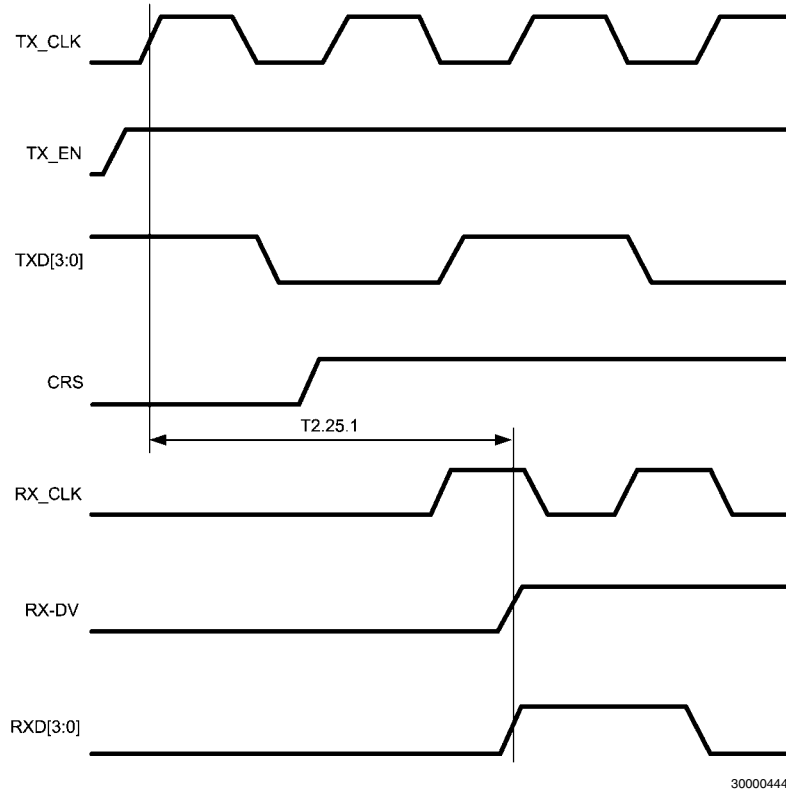 TX_CLK
TX_EN
TXD[3:0]
CRS
T2.25.1
RX_CLK
RX-DV
RXD[3:0]
30000444